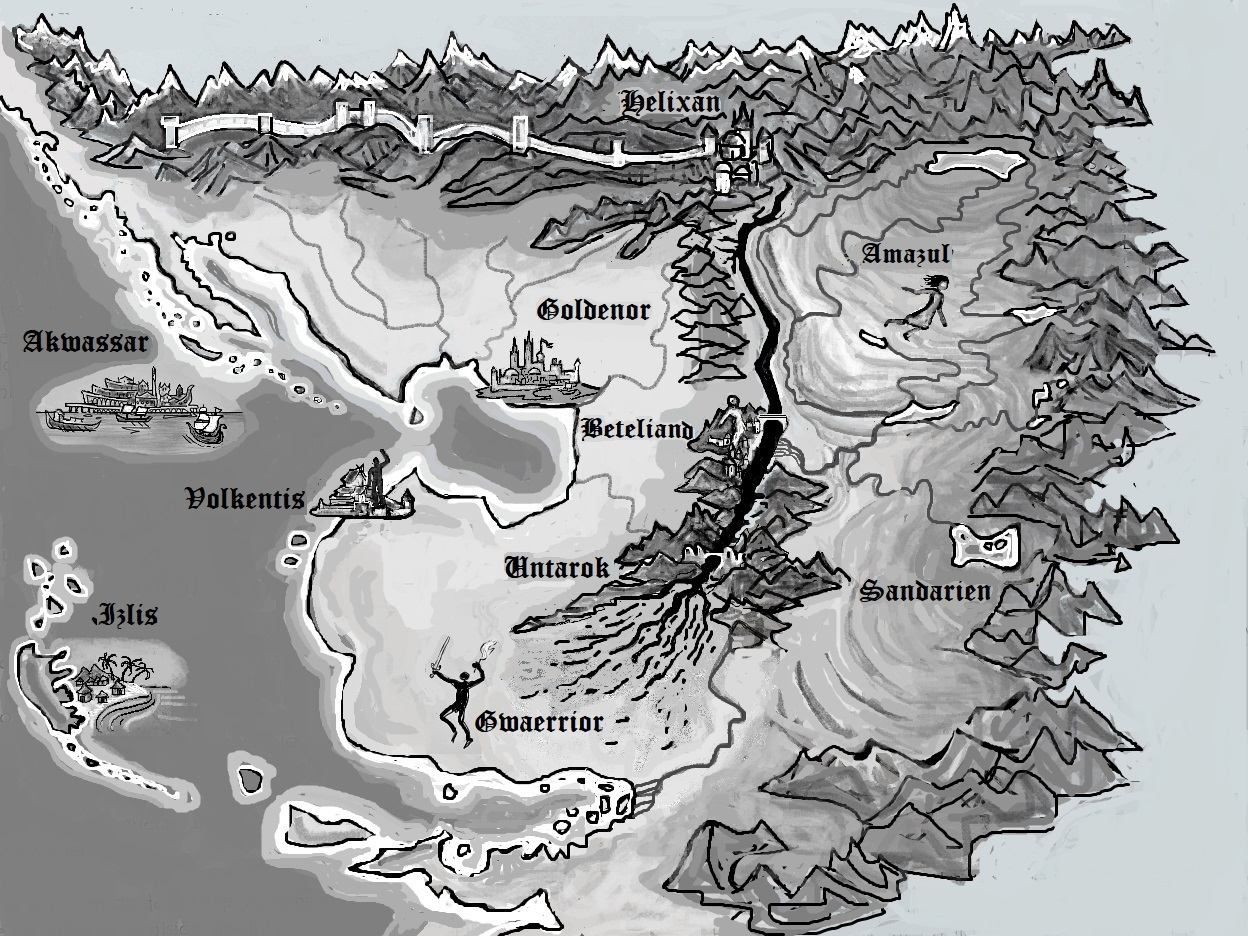 Helixan
Amazul
Goldenor
Akwassar
Beteliand
Volkentis
Untarok
Sandarien
Izlis
Gwaerrior